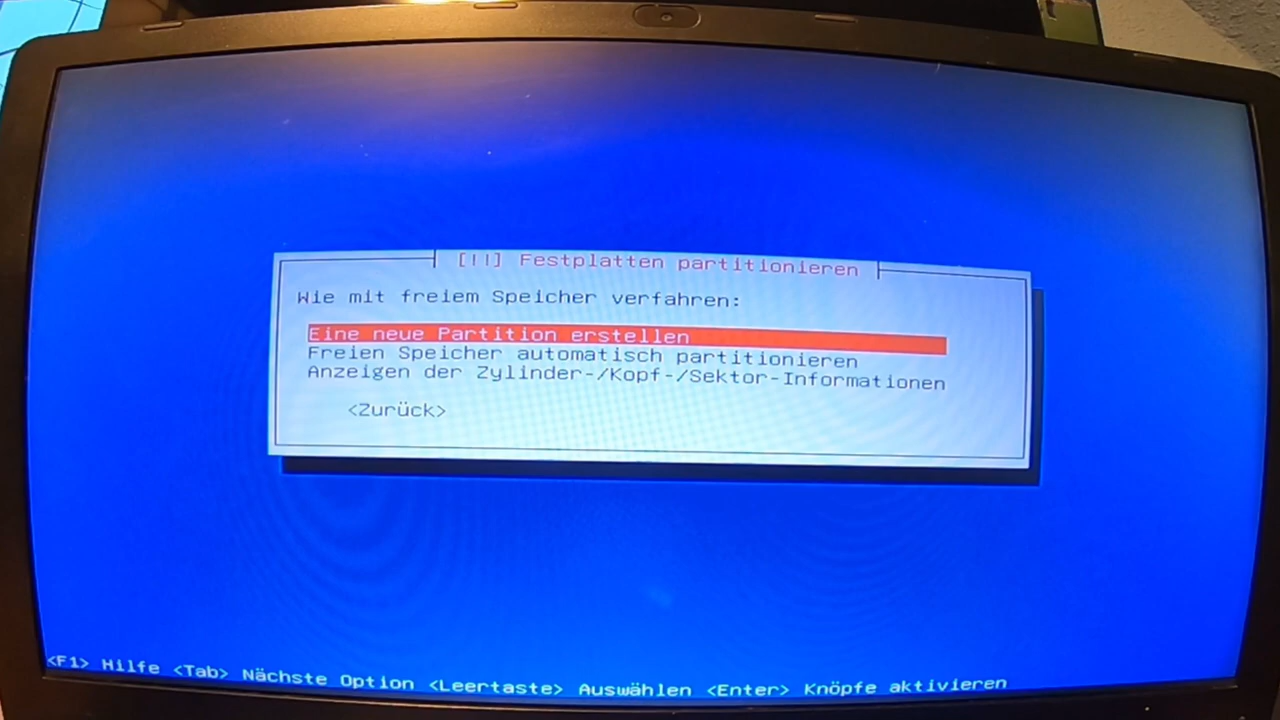 [!!] Festplatten partitionieren
Wie mit freiem Speicher verfahren:
Eine neue Partition erstellen
Freien Speicher automatisch partitionieren
Anzeigen der Zylinder-/Kopf-/Sektor-Informationen
<Zurück>
<F1> Hilfe <Tab> Nächste Option <Leertaste> Auswählen <Enter> Knöpfe aktivieren